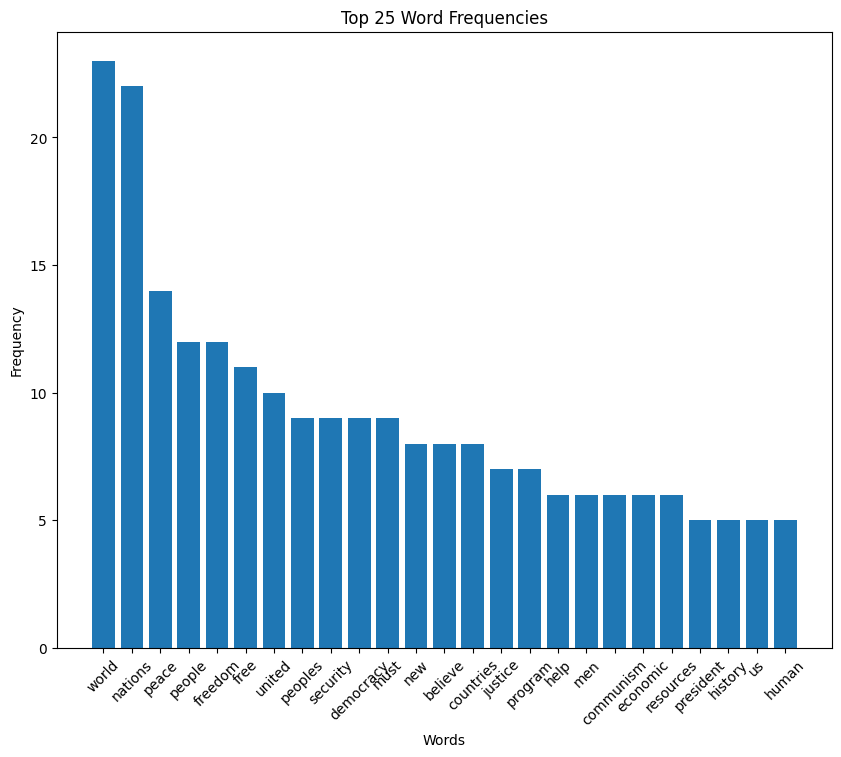 Top 25 Word Frequencies
Frequency
20
15
10
5
0
world
nations
peace
people
freedom
free
united
peoples
security
democracy
must
new
believe
countries
justice
program
help
men
communism
economic
resources
president
history
us
human
Words